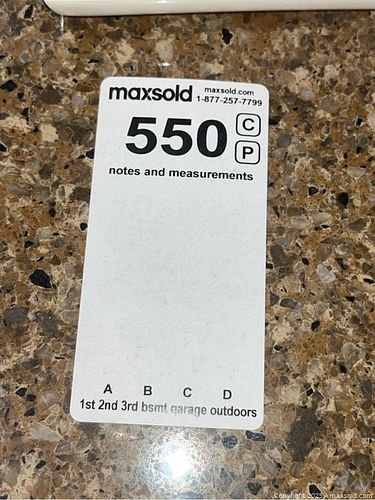 maxsold maxsold.com
1-877-257-7799
550 C
P
notes and measurements
A B C D
1st 2nd 3rd bsmt garage outdoors
Copyright 2025 maxsold.com